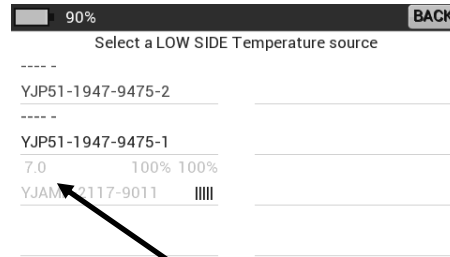 90% BACK
Select a LOW SIDE Temperature source
---- -
YJP51-1947-9475-2
---- -
YJP51-1947-9475-1
7.0 100% 100%
2117-9011